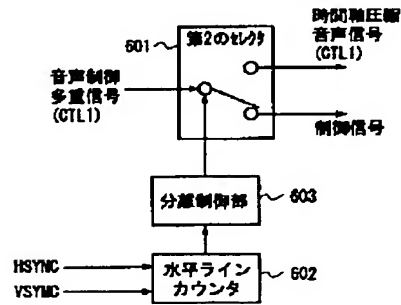 601
第2のセレクタ
時間軸圧縮
音声信号
(CTL1)
音声制御
多重信号
(CTL1)
制御信号
分離制御部
603
HSYNC
VSYNC
水平ライン
カウンタ
602